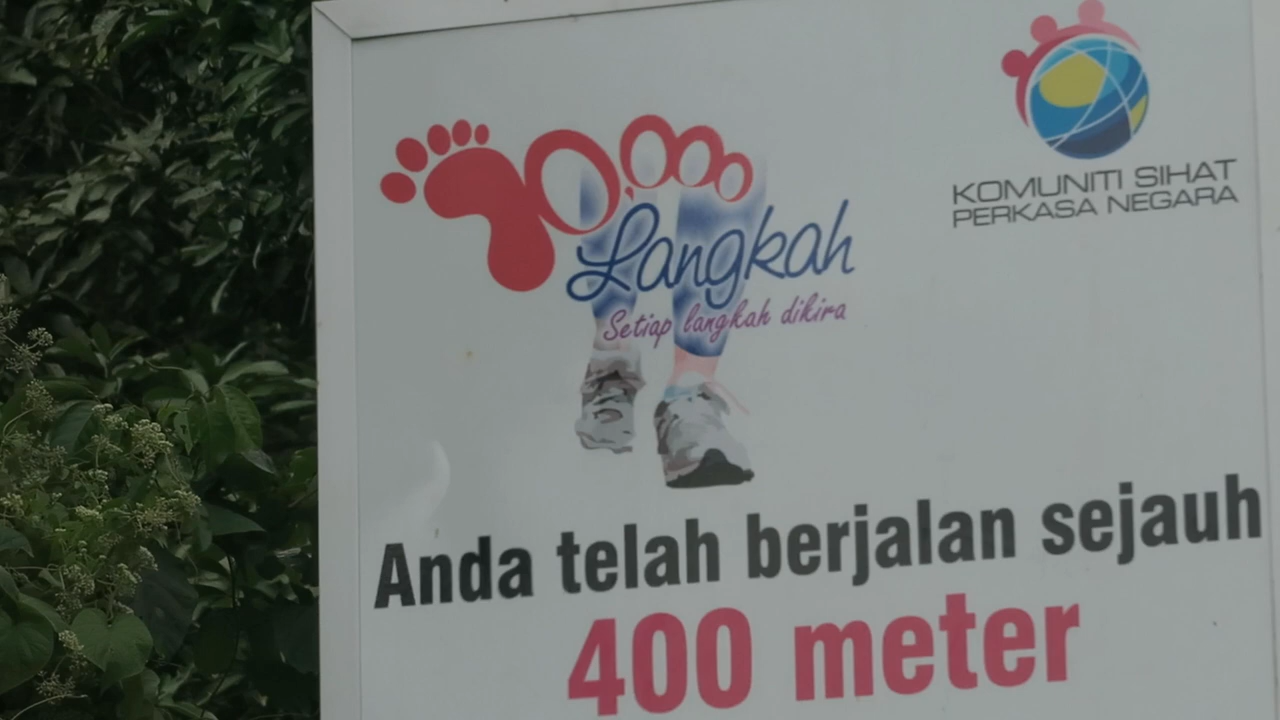 10,000
Langkah
Setiap langkah dikira
KOMUNITI SIHAT
PERKASA NEGARA
Anda telah berjalan sejauh
400 meter